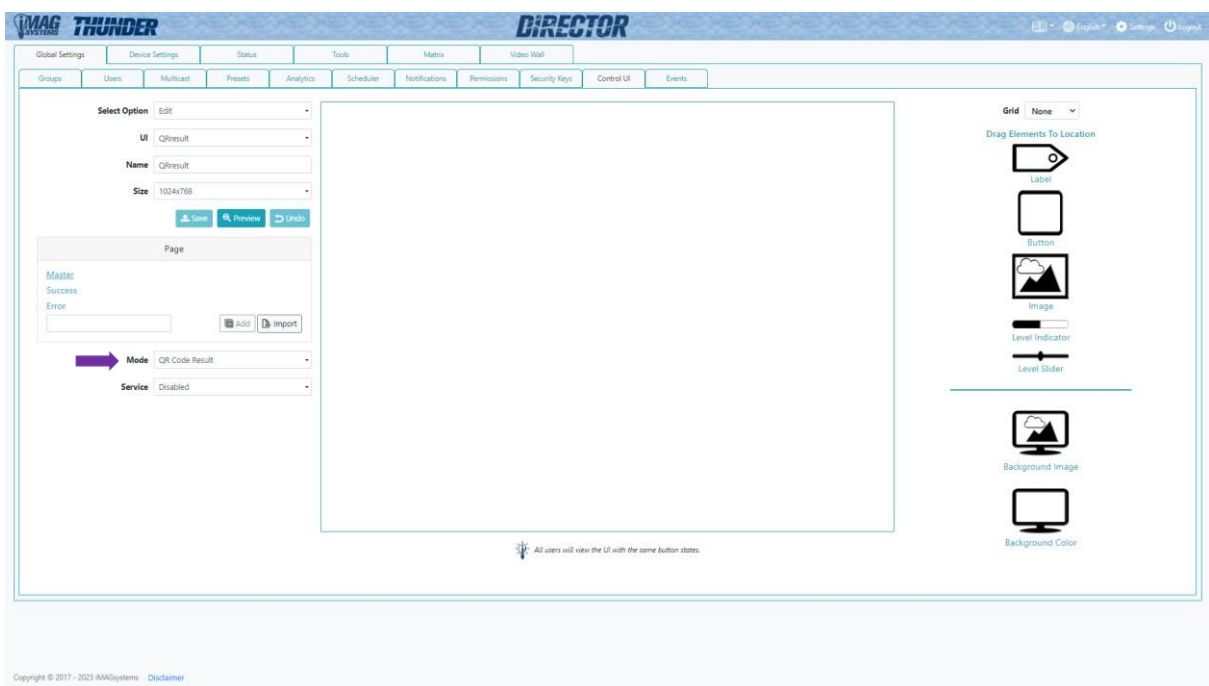 iMAG SYSTEMS THUNDER DiRECTOR English Settings Logout
Global Settings Device Settings Status Tools Matrix Video Wall
Groups Users Multicast Presets Analytics Scheduler Notifications Permissions Security Keys Control UI Events
Select Option Edit
UI QRresult
Name QRresult
Size 1024x768
Save Preview Undo
Page
Master
Success
Error
Add Import
Mode QR Code Result
Service Disabled
All users will view the UI with the same button states.
Grid None
Drag Elements To Location
Label
Button
Image
Level Indicator
Level Slider
Background Image
Background Color
Copyright © 2017 - 2023 iMAGsystems Disclaimer